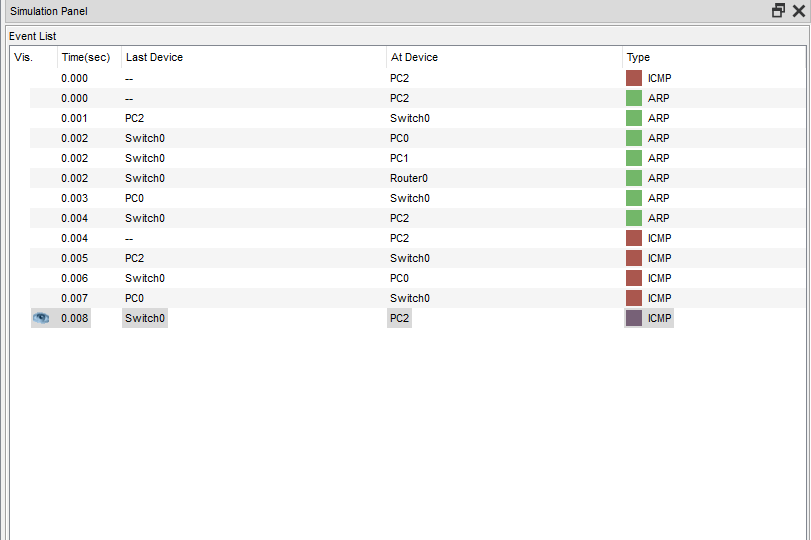 Simulation Panel
Event List
Vis. Time(sec) Last Device At Device Type
0.000 -- PC2 ICMP
0.000 -- PC2 ARP
0.001 PC2 Switch0 ARP
0.002 Switch0 PC0 ARP
0.002 Switch0 PC1 ARP
0.002 Switch0 Router0 ARP
0.003 PC0 Switch0 ARP
0.004 Switch0 PC2 ARP
0.004 -- PC2 ICMP
0.005 PC2 Switch0 ICMP
0.006 Switch0 PC0 ICMP
0.007 PC0 Switch0 ICMP
0.008 Switch0 PC2 ICMP